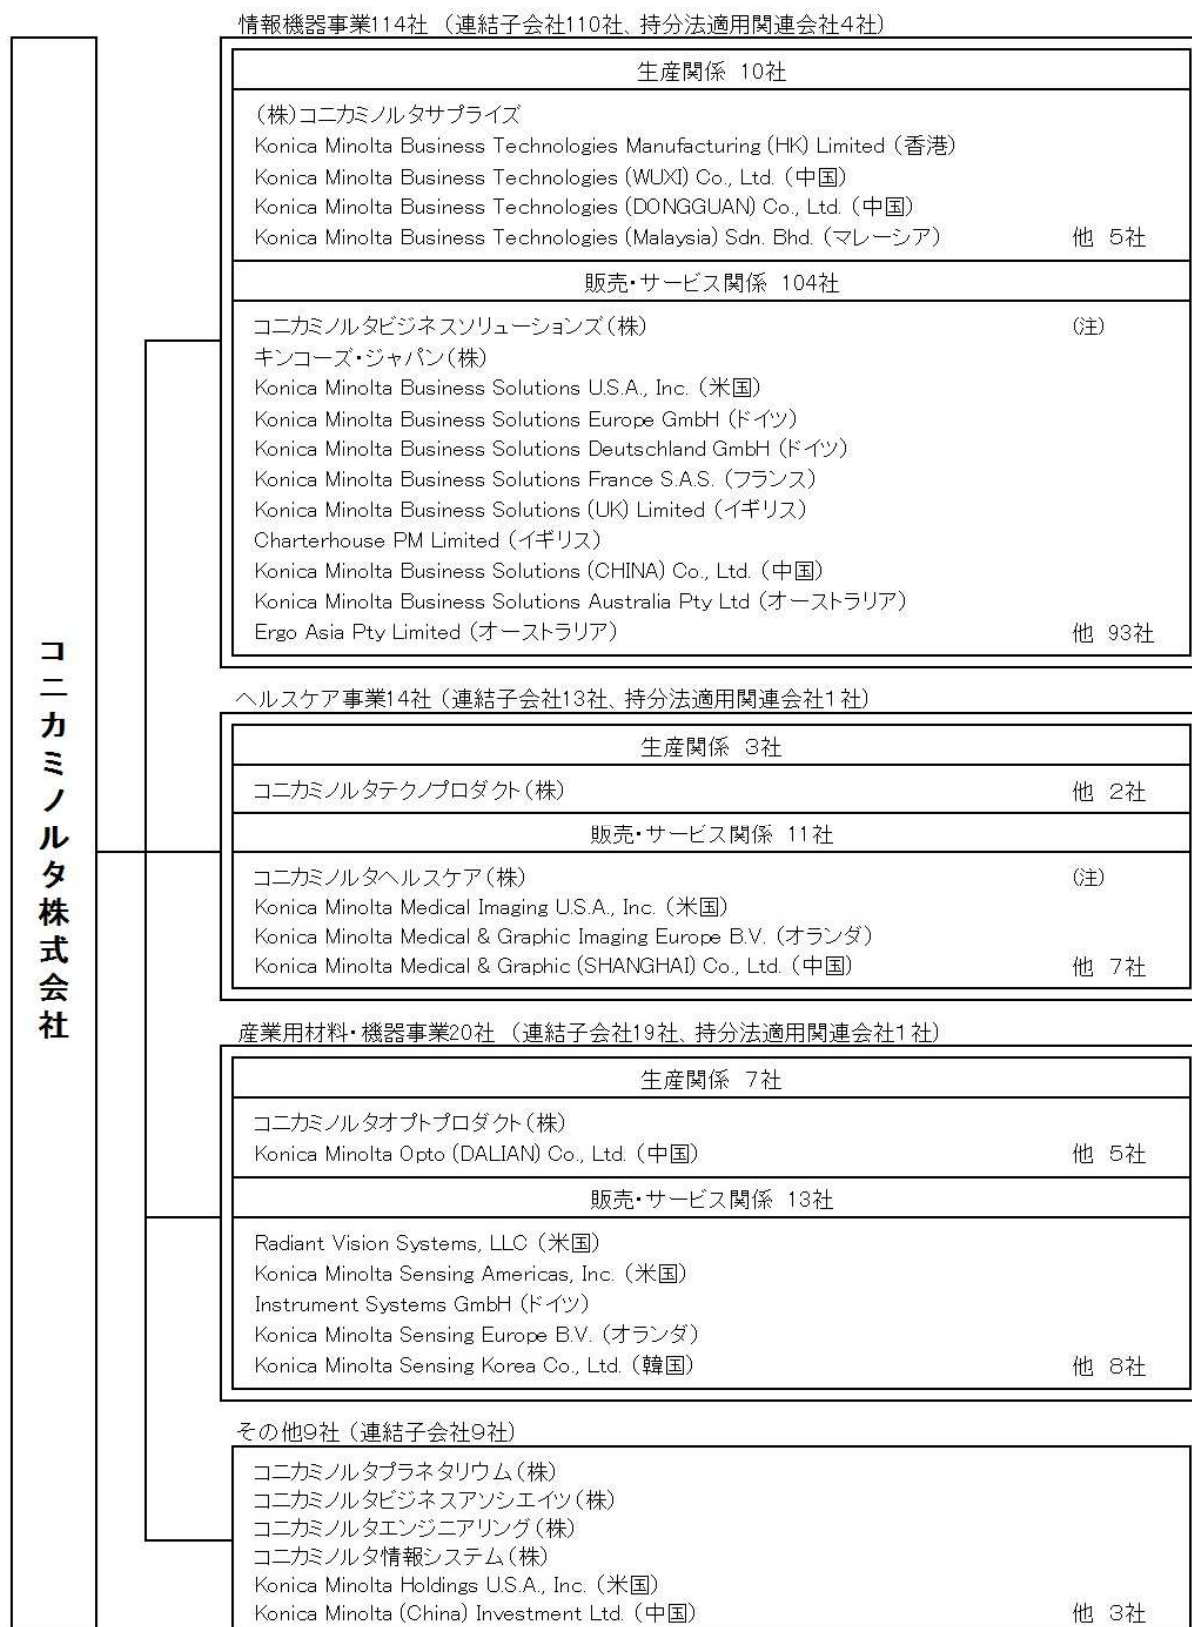 情報機器事業114社 (連結子会社110社、持分法適用関連会社4社)
生産関係 10社
(株)コニカミノルタサプライズ
Konica Minolta Business Technologies Manufacturing (HK) Limited (香港)
Konica Minolta Business Technologies (WUXI) Co., Ltd. (中国)
Konica Minolta Business Technologies (DONGGUAN) Co., Ltd. (中国)
Konica Minolta Business Technologies (Malaysia) Sdn. Bhd. (マレーシア) 他 5社
販売・サービス関係 104社
コニカミノルタビジネスソリューションズ(株) (注)
キンコーズ・ジャパン(株)
Konica Minolta Business Solutions U.S.A., Inc. (米国)
Konica Minolta Business Solutions Europe GmbH (ドイツ)
Konica Minolta Business Solutions Deutschland GmbH (ドイツ)
Konica Minolta Business Solutions France S.A.S. (フランス)
Konica Minolta Business Solutions (UK) Limited (イギリス)
Charterhouse PM Limited (イギリス)
Konica Minolta Business Solutions (CHINA) Co., Ltd. (中国)
Konica Minolta Business Solutions Australia Pty Ltd (オーストラリア)
Ergo Asia Pty Limited (オーストラリア) 他 93社
コニカミノルタ株式会社
ヘルスケア事業14社 (連結子会社13社、持分法適用関連会社1社)
生産関係 3社
コニカミノルタテクノプロダクト(株) 他 2社
販売・サービス関係 11社
コニカミノルタヘルスケア(株) (注)
Konica Minolta Medical Imaging U.S.A., Inc. (米国)
Konica Minolta Medical & Graphic Imaging Europe B.V. (オランダ)
Konica Minolta Medical & Graphic (SHANGHAI) Co., Ltd. (中国) 他 7社
産業用材料・機器事業20社 (連結子会社19社、持分法適用関連会社1社)
生産関係 7社
コニカミノルタオプトプロダクト(株)
Konica Minolta Opto (DALIAN) Co., Ltd. (中国) 他 5社
販売・サービス関係 13社
Radiant Vision Systems, LLC (米国)
Konica Minolta Sensing Americas, Inc. (米国)
Instrument Systems GmbH (ドイツ)
Konica Minolta Sensing Europe B.V. (オランダ)
Konica Minolta Sensing Korea Co., Ltd. (韓国) 他 8社
その他9社 (連結子会社9社)
コニカミノルタプラネタリウム(株)
コニカミノルタビジネスアソシエイツ(株)
コニカミノルタエンジニアリング(株)
コニカミノルタ情報システム(株)
Konica Minolta Holdings U.S.A., Inc. (米国)
Konica Minolta (China) Investment Ltd. (中国) 他 3社